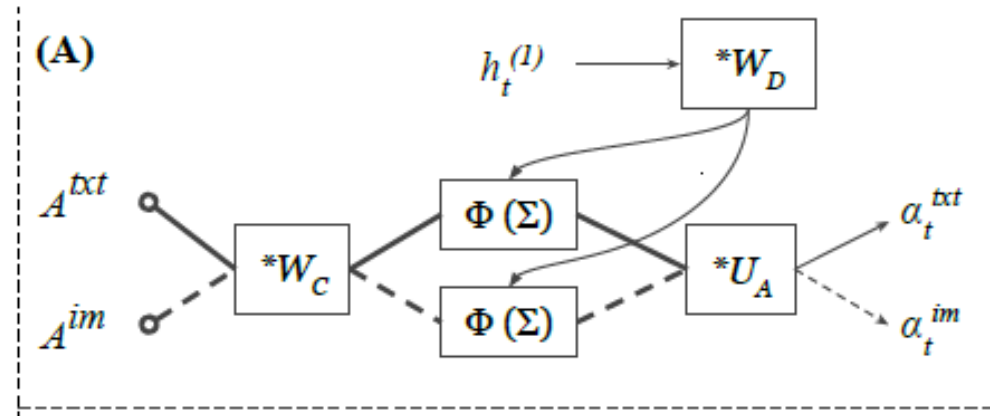 (A)
h_t^(1)
*W_D
A^txt
Φ (Σ)
α_t^txt
*W_C
*U_A
A^im
Φ (Σ)
α_t^im